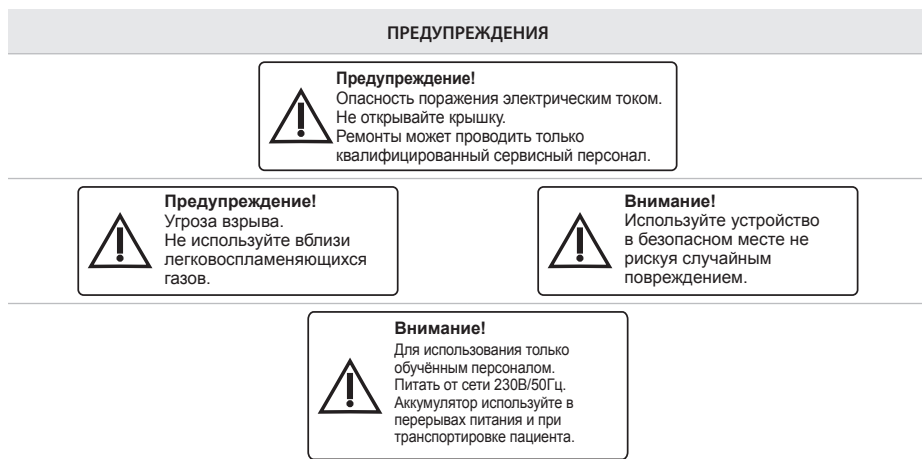 ПРЕДУПРЕЖДЕНИЯ
Предупреждение!
Опасность поражения электрическим током.
Не открывайте крышку.
Ремонты может проводить только
квалифицированный сервисный персонал.
Предупреждение!
Угроза взрыва.
Не используйте вблизи
легковоспламеняющихся
газов.
Внимание!
Используйте устройство
в безопасном месте не
рискуя случайным
повреждением.
Внимание!
Для использования только
обучённым персоналом.
Питать от сети 230В/50Гц.
Аккумулятор используйте в
перерывах питания и при
транспортировке пациента.